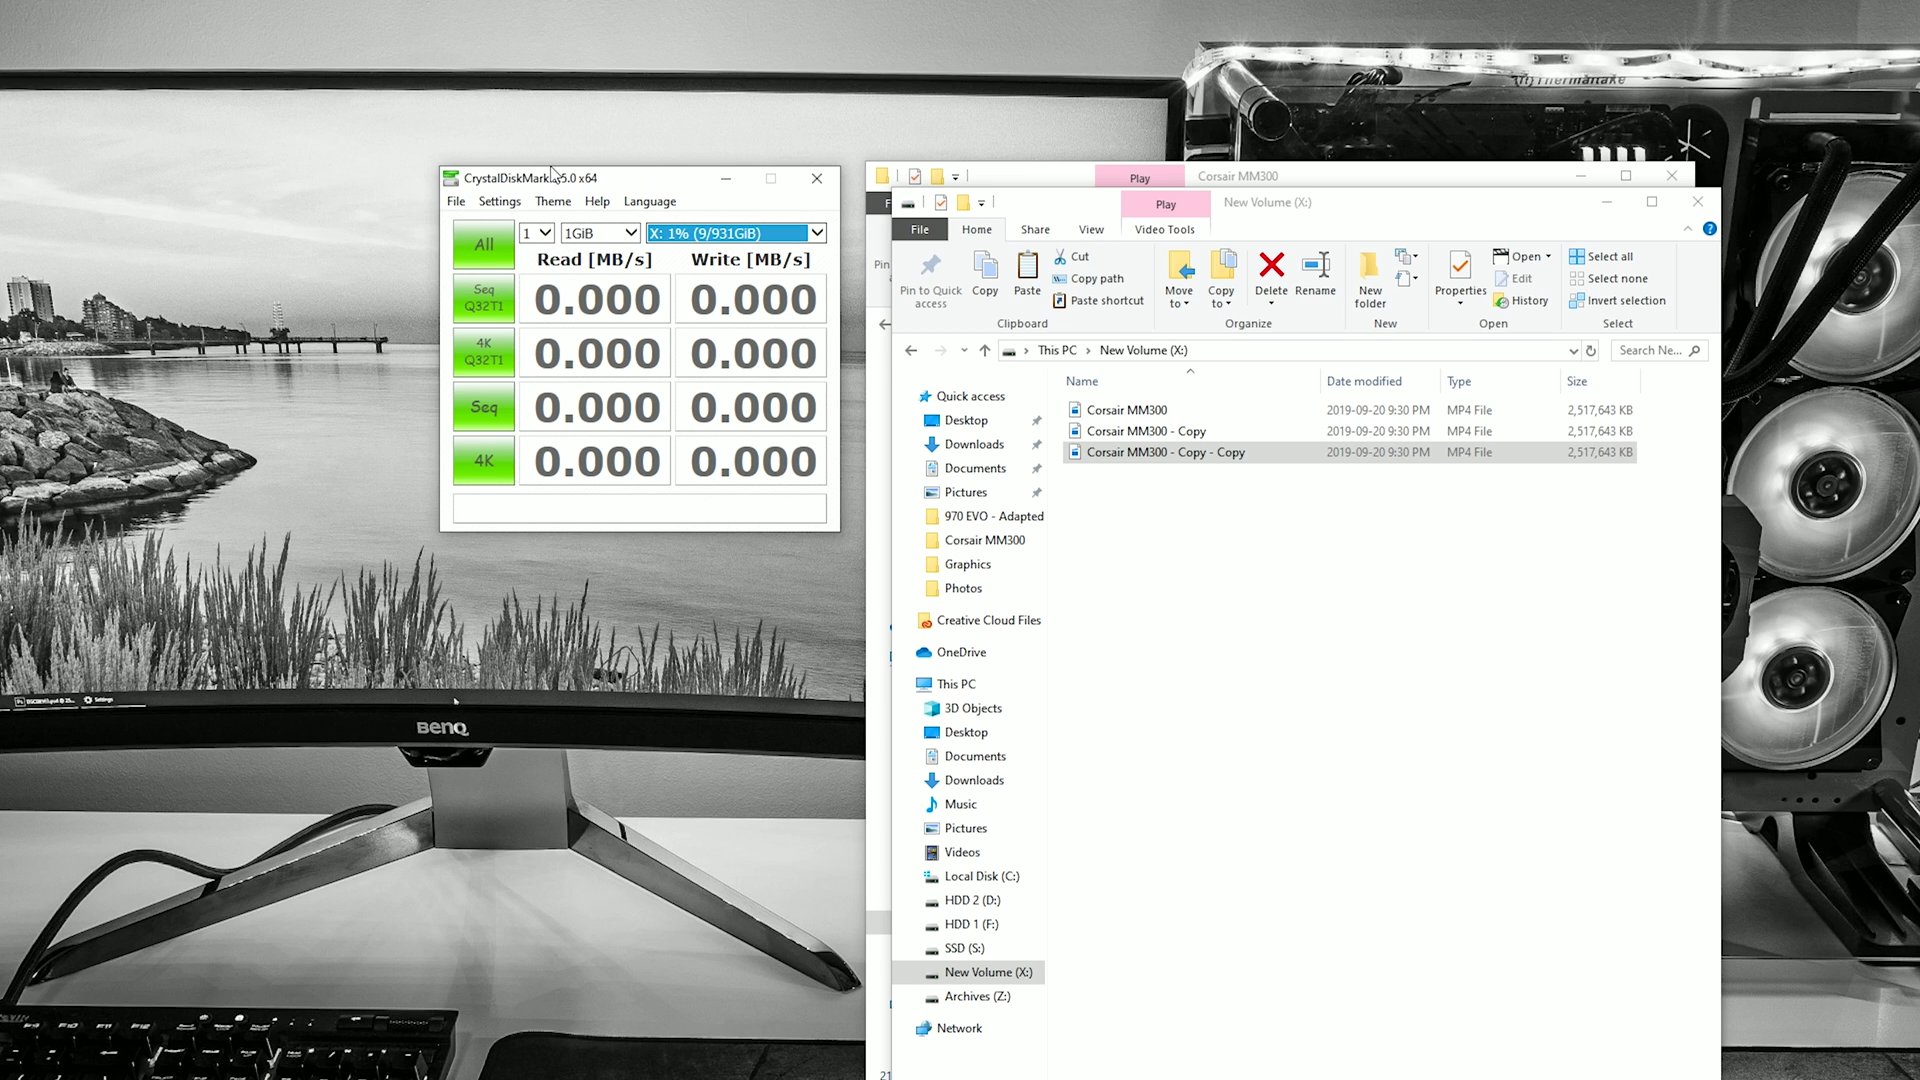 Thermaltake
CrystalDiskMark 5.0 x64
File Settings Theme Help Language
All 1 1GiB X: 1% (9/931GiB)
Read [MB/s] Write [MB/s]
Seq Q32T1 0.000 0.000
4K Q32T1 0.000 0.000
Seq 0.000 0.000
4K 0.000 0.000
BenQ
Settings
F9 F10 F11 F12
Play Corsair MM300
Play New Volume (X:)
File Home Share View Video Tools
Pin to Quick access
Copy
Paste
Cut
Copy path
Paste shortcut
Clipboard
Move to
Copy to
Delete
Rename
Organize
New folder
New
Properties
Open
Edit
History
Open
Select all
Select none
Invert selection
Select
This PC New Volume (X:) Search Ne...
Name Date modified Type Size
Corsair MM300 2019-09-20 9:30 PM MP4 File 2,517,643 KB
Corsair MM300 - Copy 2019-09-20 9:30 PM MP4 File 2,517,643 KB
Corsair MM300 - Copy - Copy 2019-09-20 9:30 PM MP4 File 2,517,643 KB
Quick access
Desktop
Downloads
Documents
Pictures
970 EVO - Adapted
Corsair MM300
Graphics
Photos
Creative Cloud Files
OneDrive
This PC
3D Objects
Desktop
Documents
Downloads
Music
Pictures
Videos
Local Disk (C:)
HDD 2 (D:)
HDD 1 (F:)
SSD (S:)
New Volume (X:)
Archives (Z:)
Network
Pin
21